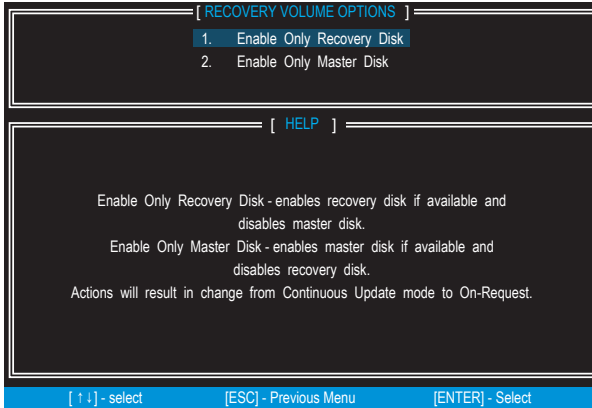 [ RECOVERY VOLUME OPTIONS ]
1. Enable Only Recovery Disk
2. Enable Only Master Disk
[ HELP ]
Enable Only Recovery Disk - enables recovery disk if available and
disables master disk.
Enable Only Master Disk - enables master disk if available and
disables recovery disk.
Actions will result in change from Continuous Update mode to On-Request.
[ ↑↓] - select [ESC] - Previous Menu [ENTER] - Select